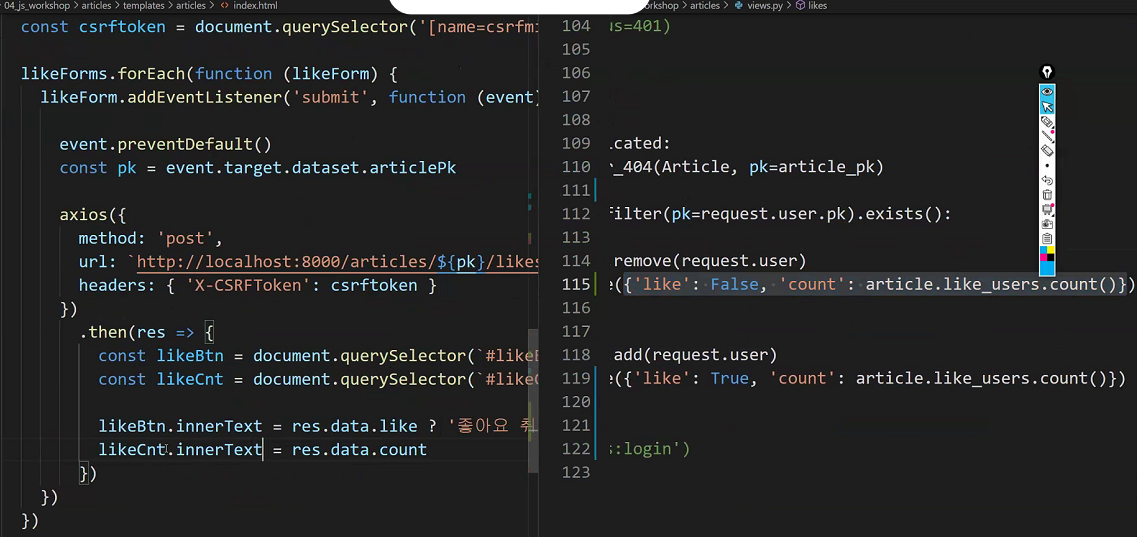 04_js_workshop > articles > templates > articles > index.html
const csrftoken = document.querySelector('[name=csrfmi
likeForms.forEach(function (likeForm) {
likeForm.addEventListener('submit', function (event)
event.preventDefault()
const pk = event.target.dataset.articlePk
axios({
method: 'post',
url: `http://localhost:8000/articles/${pk}/likes
headers: { 'X-CSRFToken': csrftoken }
})
.then(res => {
const likeBtn = document.querySelector(`#likeB
const likeCnt = document.querySelector(`#likeC
likeBtn.innerText = res.data.like ? '좋아요 취
likeCnt.innerText = res.data.count
})
})
})
workshop > articles > views.py > likes
104 us=401)
105
106
107
108
109 icated:
110 r_404(Article, pk=article_pk)
111
112 filter(pk=request.user.pk).exists():
113
114 remove(request.user)
115 e({'like': False, 'count': article.like_users.count()})
116
117
118 add(request.user)
119 e({'like': True, 'count': article.like_users.count()})
120
121
122 s:login')
123